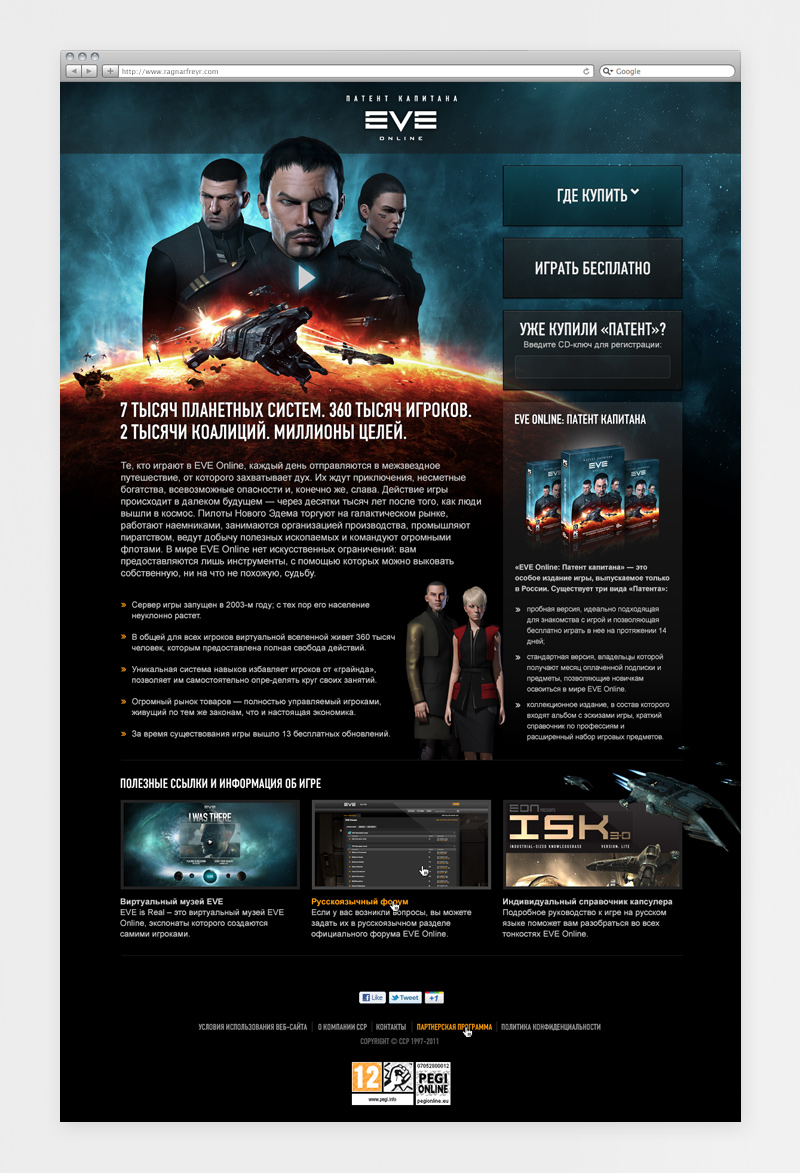 http://www.ragnarfreyr.com
Google
ПАТЕНТ КАПИТАНА
EVE
ONLINE
ГДЕ КУПИТЬ
ИГРАТЬ БЕСПЛАТНО
УЖЕ КУПИЛИ «ПАТЕНТ»?
Введите CD-ключ для регистрации:
7 ТЫСЯЧ ПЛАНЕТНЫХ СИСТЕМ. 360 ТЫСЯЧ ИГРОКОВ.
2 ТЫСЯЧИ КОАЛИЦИЙ. МИЛЛИОНЫ ЦЕЛЕЙ.
Те, кто играют в EVE Online, каждый день отправляются в межзвездное
путешествие, от которого захватывает дух. Их ждут приключения, несметные
богатства, всевозможные опасности и, конечно же, слава. Действие игры
происходит в далеком будущем — через десятки тысяч лет после того, как люди
вышли в космос. Пилоты Нового Эдема торгуют на галактическом рынке,
работают наемниками, занимаются организацией производства, промышляют
пиратством, ведут добычу полезных ископаемых и командуют огромными
флотами. В мире EVE Online нет искусственных ограничений: вам
предоставляются лишь инструменты, с помощью которых можно выковать
собственную, ни на что не похожую, судьбу.
» Сервер игры запущен в 2003-м году; с тех пор его население
неуклонно растет.
» В общей для всех игроков виртуальной вселенной живет 360 тысяч
человек, которым предоставлена полная свобода действий.
» Уникальная система навыков избавляет игроков от «грайнда»,
позволяет им самостоятельно опре-делять круг своих занятий.
» Огромный рынок товаров — полностью управляемый игроками,
живущий по тем же законам, что и настоящая экономика.
» За время существования игры вышло 13 бесплатных обновлений.
EVE ONLINE: ПАТЕНТ КАПИТАНА
EVE
«EVE Online: Патент капитана» — это
особое издание игры, выпускаемое только
в России. Существует три вида «Патента»:
» пробная версия, идеально подходящая
для знакомства с игрой и позволяющая
бесплатно играть в нее на протяжении 14
дней;
» стандартная версия, владельцы которой
получают месяц оплаченной подписки и
предметы, позволяющие новичкам
освоиться в мире EVE Online.
» коллекционное издание, в состав которого
входят альбом с эскизами игры, краткий
справочник по профессиям и
расширенный набор игровых предметов.
ПОЛЕЗНЫЕ ССЫЛКИ И ИНФОРМАЦИЯ ОБ ИГРЕ
EVE
I WAS THERE
EVE
EON
ISK 3.0
INDUSTRIAL-SIZED KNOWLEDGEBASE VERSION: LITE
Виртуальный музей EVE
EVE is Real – это виртуальный музей EVE
Online, экспонаты которого создаются
самими игроками.
Русскоязычный форум
Если у вас возникли вопросы, вы можете
задать их в русскоязычном разделе
официального форума EVE Online.
Индивидуальный справочник капсулера
Подробное руководство к игре на русском
языке поможет вам разобраться во всех
тонкостях EVE Online.
Like
Tweet
+1
УСЛОВИЯ ИСПОЛЬЗОВАНИЯ ВЕБ-САЙТА О КОМПАНИИ CCP КОНТАКТЫ ПАРТНЕРСКАЯ ПРОГРАММА ПОЛИТИКА КОНФИДЕНЦИАЛЬНОСТИ
COPYRIGHT © CCP 1997-2011
12
www.pegi.info
07052800012
PEGI
ONLINE
pegionline.eu